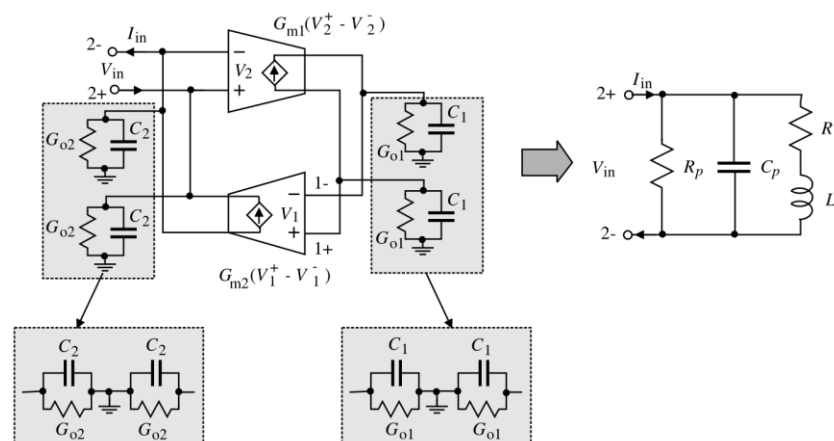 G_m1(V_2^+ - V_2^-)
2- I_in
V_in
2+
- V_2 +
G_o2 C_2
G_o2 C_2
C_1
G_o1
C_1
G_o1
1- - V_1 + 1+
G_m2(V_1^+ - V_1^-)
2+ I_in
V_in R_p C_p R
L
2-
C_2 C_2
G_o2 G_o2
C_1 C_1
G_o1 G_o1